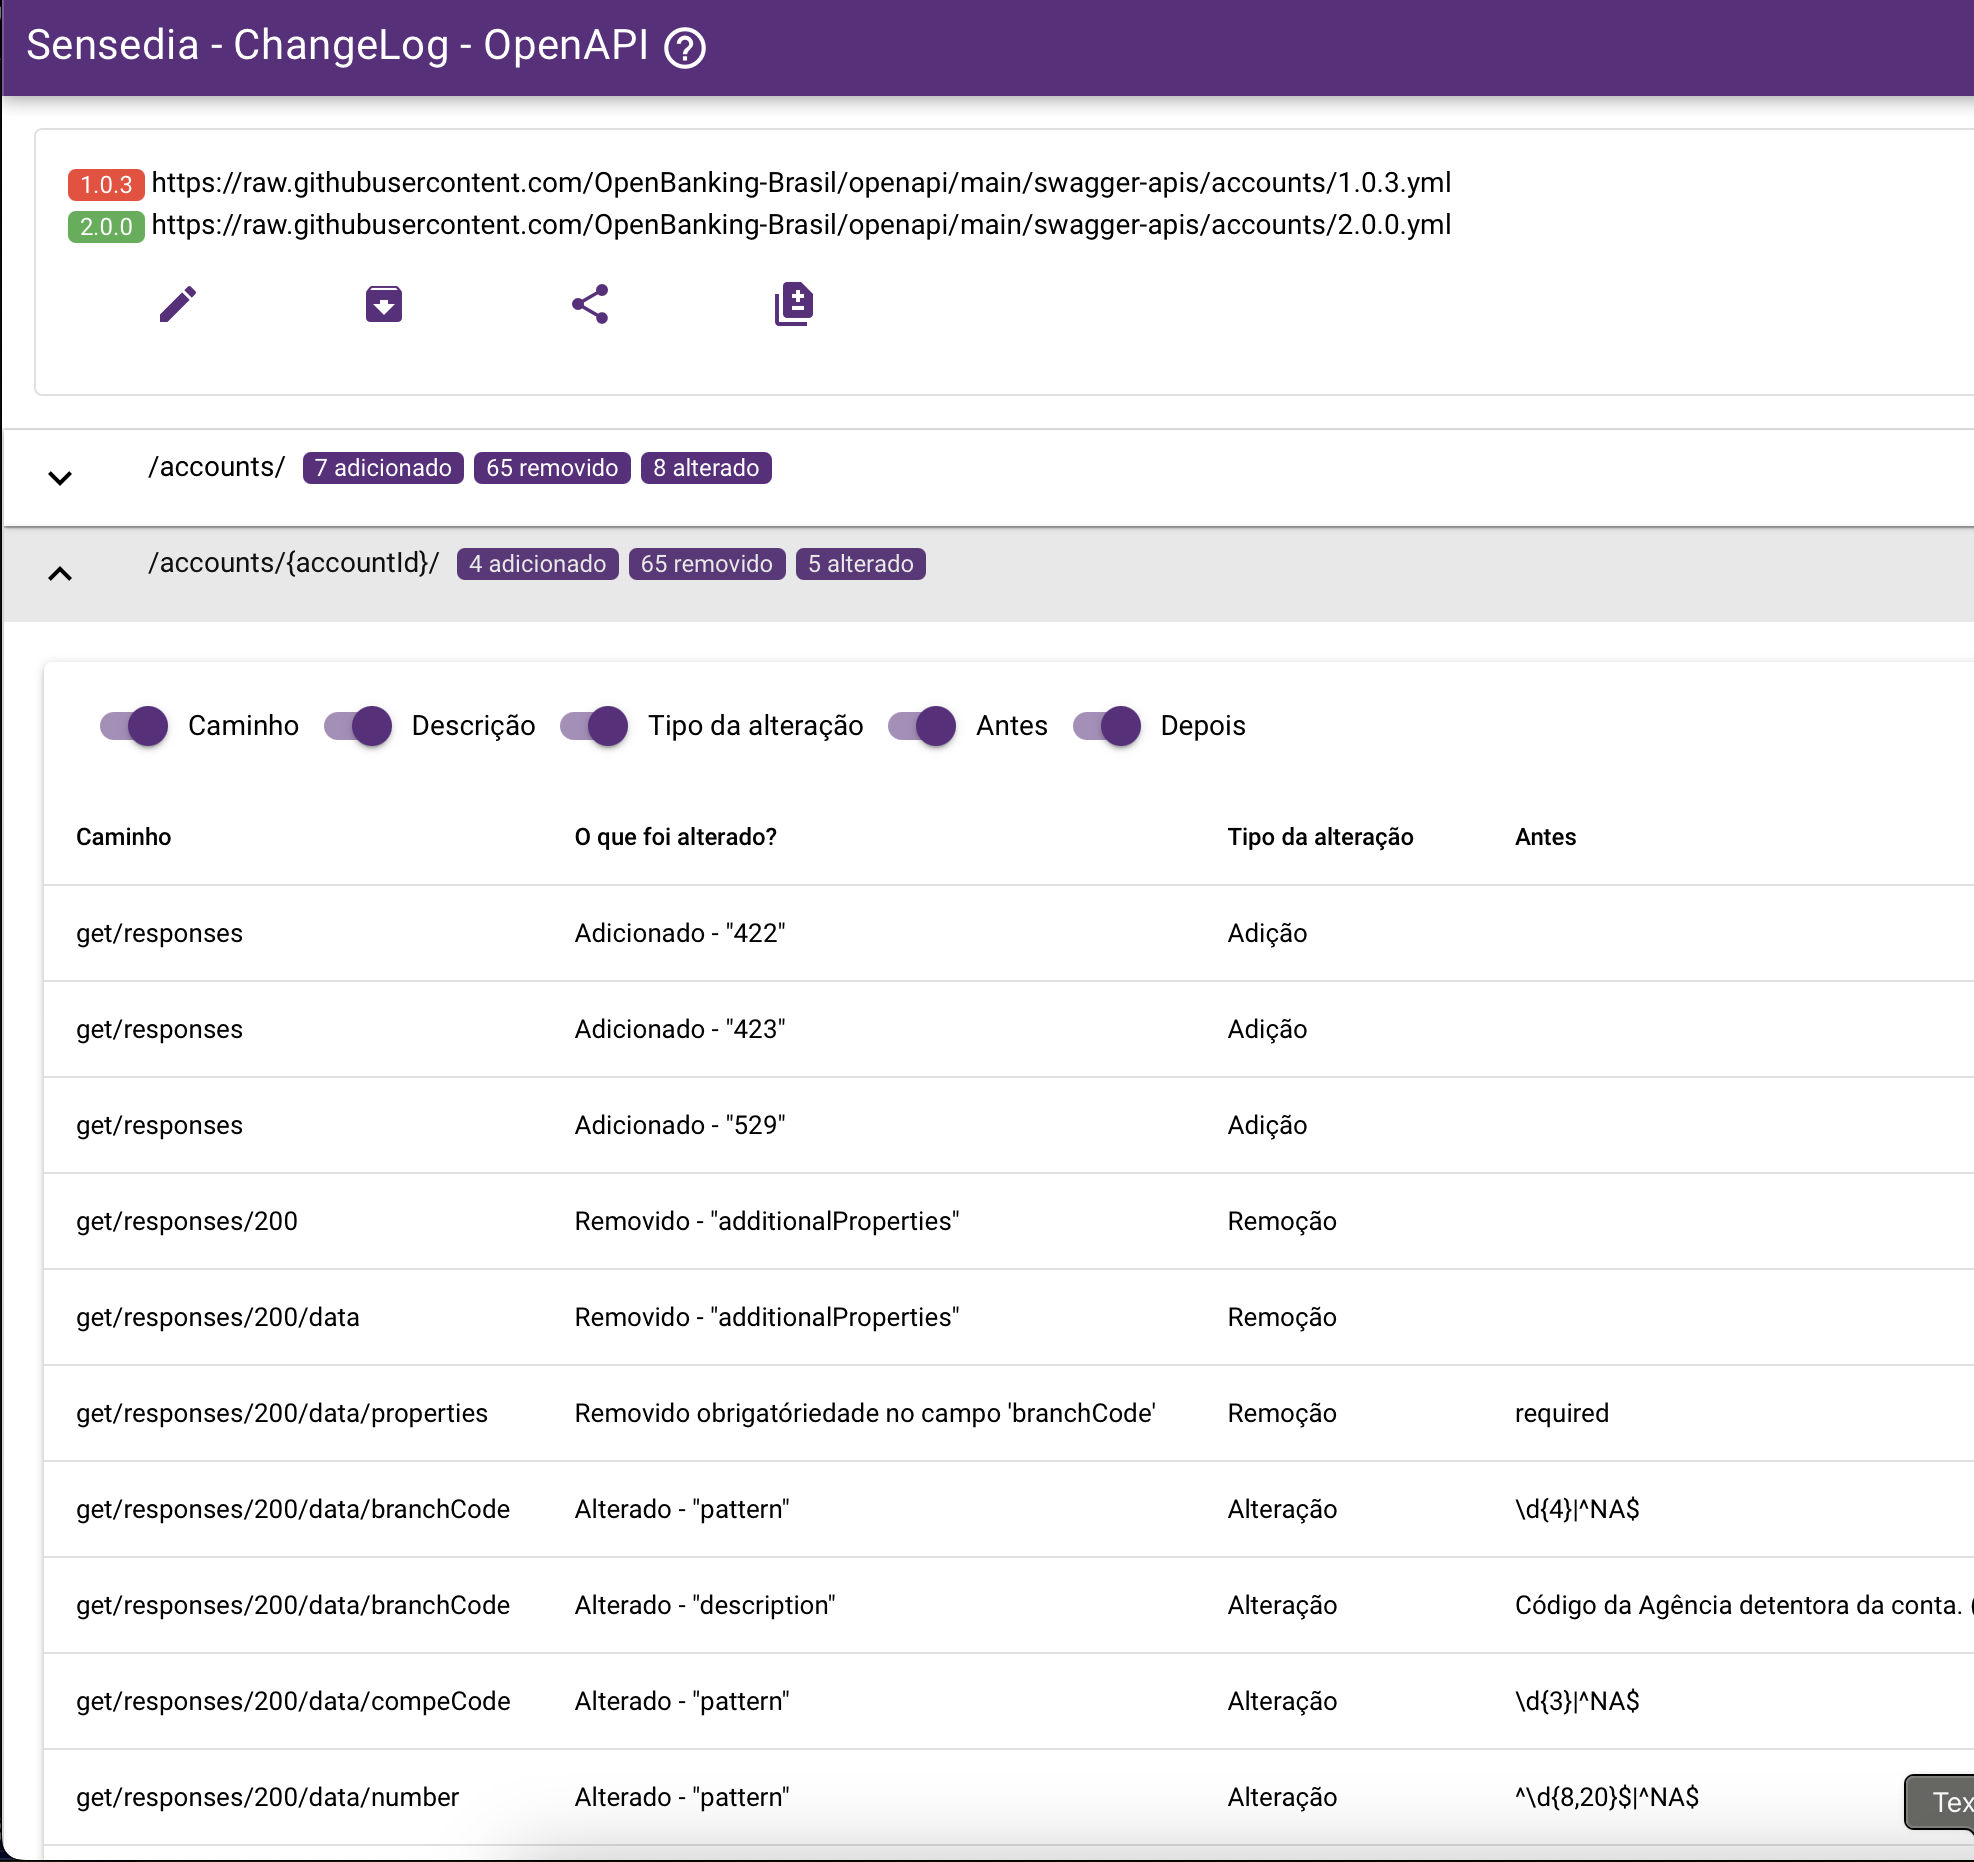 Sensedia - ChangeLog - OpenAPI
1.0.3 https://raw.githubusercontent.com/OpenBanking-Brasil/openapi/main/swagger-apis/accounts/1.0.3.yml
2.0.0 https://raw.githubusercontent.com/OpenBanking-Brasil/openapi/main/swagger-apis/accounts/2.0.0.yml
/accounts/ 7 adicionado 65 removido 8 alterado
/accounts/{accountId}/ 4 adicionado 65 removido 5 alterado
Caminho Descrição Tipo da alteração Antes Depois
Caminho O que foi alterado? Tipo da alteração Antes
get/responses Adicionado - "422" Adição
get/responses Adicionado - "423" Adição
get/responses Adicionado - "529" Adição
get/responses/200 Removido - "additionalProperties" Remoção
get/responses/200/data Removido - "additionalProperties" Remoção
get/responses/200/data/properties Removido obrigatóriedade no campo 'branchCode' Remoção required
get/responses/200/data/branchCode Alterado - "pattern" Alteração \d{4}|^NA$
get/responses/200/data/branchCode Alterado - "description" Alteração Código da Agência detentora da conta. (
get/responses/200/data/compeCode Alterado - "pattern" Alteração \d{3}|^NA$
get/responses/200/data/number Alterado - "pattern" Alteração ^\d{8,20}$|^NA$
Tex